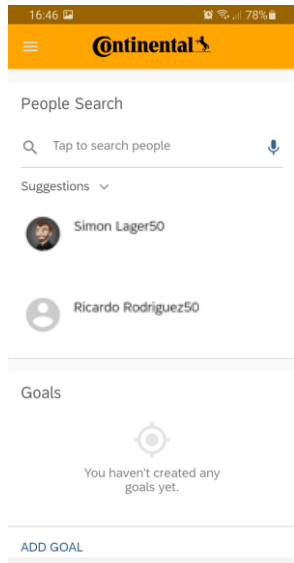 16:46 78%
Continental
People Search
Tap to search people
Suggestions
Simon Lager50
Ricardo Rodriguez50
Goals
You haven't created any
goals yet.
ADD GOAL